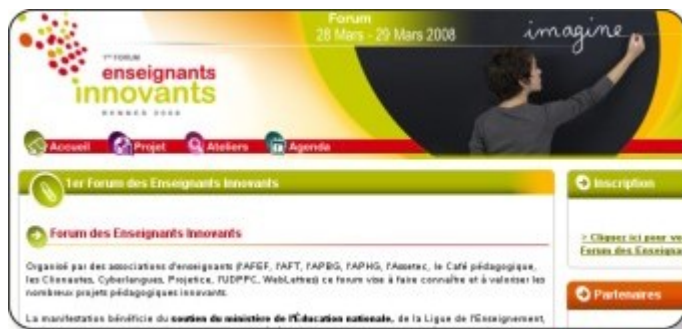 Forum
28 Mars - 29 Mars 2008
imagine
1er FORUM
enseignants
innovants
RENNES 2008
Accueil
Projet
Ateliers
Agenda
1er Forum des Enseignants Innovants
Inscription
Forum des Enseignants Innovants
> Cliquez ici pour
Forum des
Organisé par des associations d'enseignants (l'AFEF, l'AFT, l'APBG, l'APHG, l'Assetec, le Café pédagogique,
les Clionautes, Cyberlangues, Projetice, l'UDPPC, WebLettres) ce forum vise à faire connaître et à valoriser les
nombreux projets pédagogiques innovants.
Partenaires
La manifestation bénéficie du soutien du ministère de l'Éducation nationale, de la Ligue de l'Enseignement,